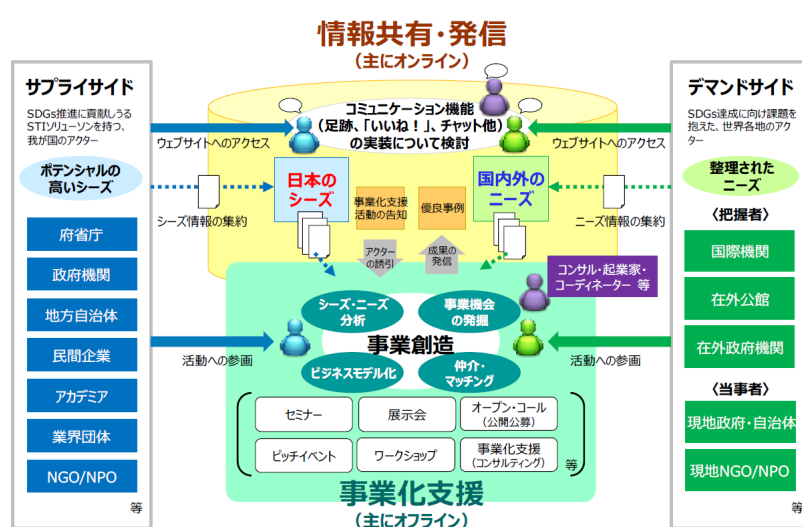 情報共有・発信
(主にオンライン)
サプライサイド
SDGs推進に貢献しうる
STIソリューソンを持つ、
我が国のアクター
ポテンシャルの
高いシーズ
府省庁
政府機関
地方自治体
民間企業
アカデミア
業界団体
NGO/NPO
等
コミュニケーション機能
(足跡、「いいね!」、チャット他)
の実装について検討
ウェブサイトへのアクセス
ウェブサイトへのアクセス
日本の
シーズ
事業化支援
活動の告知
優良事例
国内外の
ニーズ
シーズ情報の集約
ニーズ情報の集約
アクター
の誘引
成果の
発信
コンサル・起業家・
コーディネーター 等
シーズ・ニーズ
分析
事業機会
の発掘
事業創造
ビジネスモデル化
仲介・
マッチング
活動への参画
活動への参画
セミナー
展示会
オープン・コール
(公開公募)
ピッチイベント
ワークショップ
事業化支援
(コンサルティング)
等
事業化支援
(主にオフライン)
デマンドサイド
SDGs達成に向け課題を
抱えた、世界各地のアク
ター
整理された
ニーズ
〈把握者〉
国際機関
在外公館
在外政府機関
〈当事者〉
現地政府・自治体
現地NGO/NPO
等